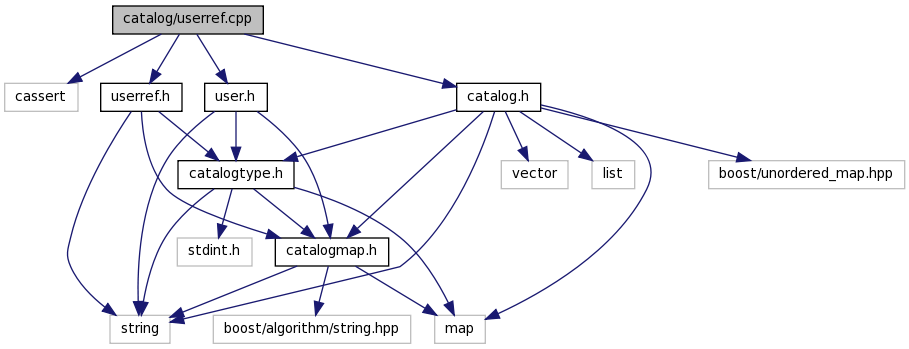 catalog/userref.cpp
cassert
userref.h
user.h
catalog.h
catalogtype.h
vector
list
boost/unordered_map.hpp
stdint.h
catalogmap.h
string
boost/algorithm/string.hpp
map